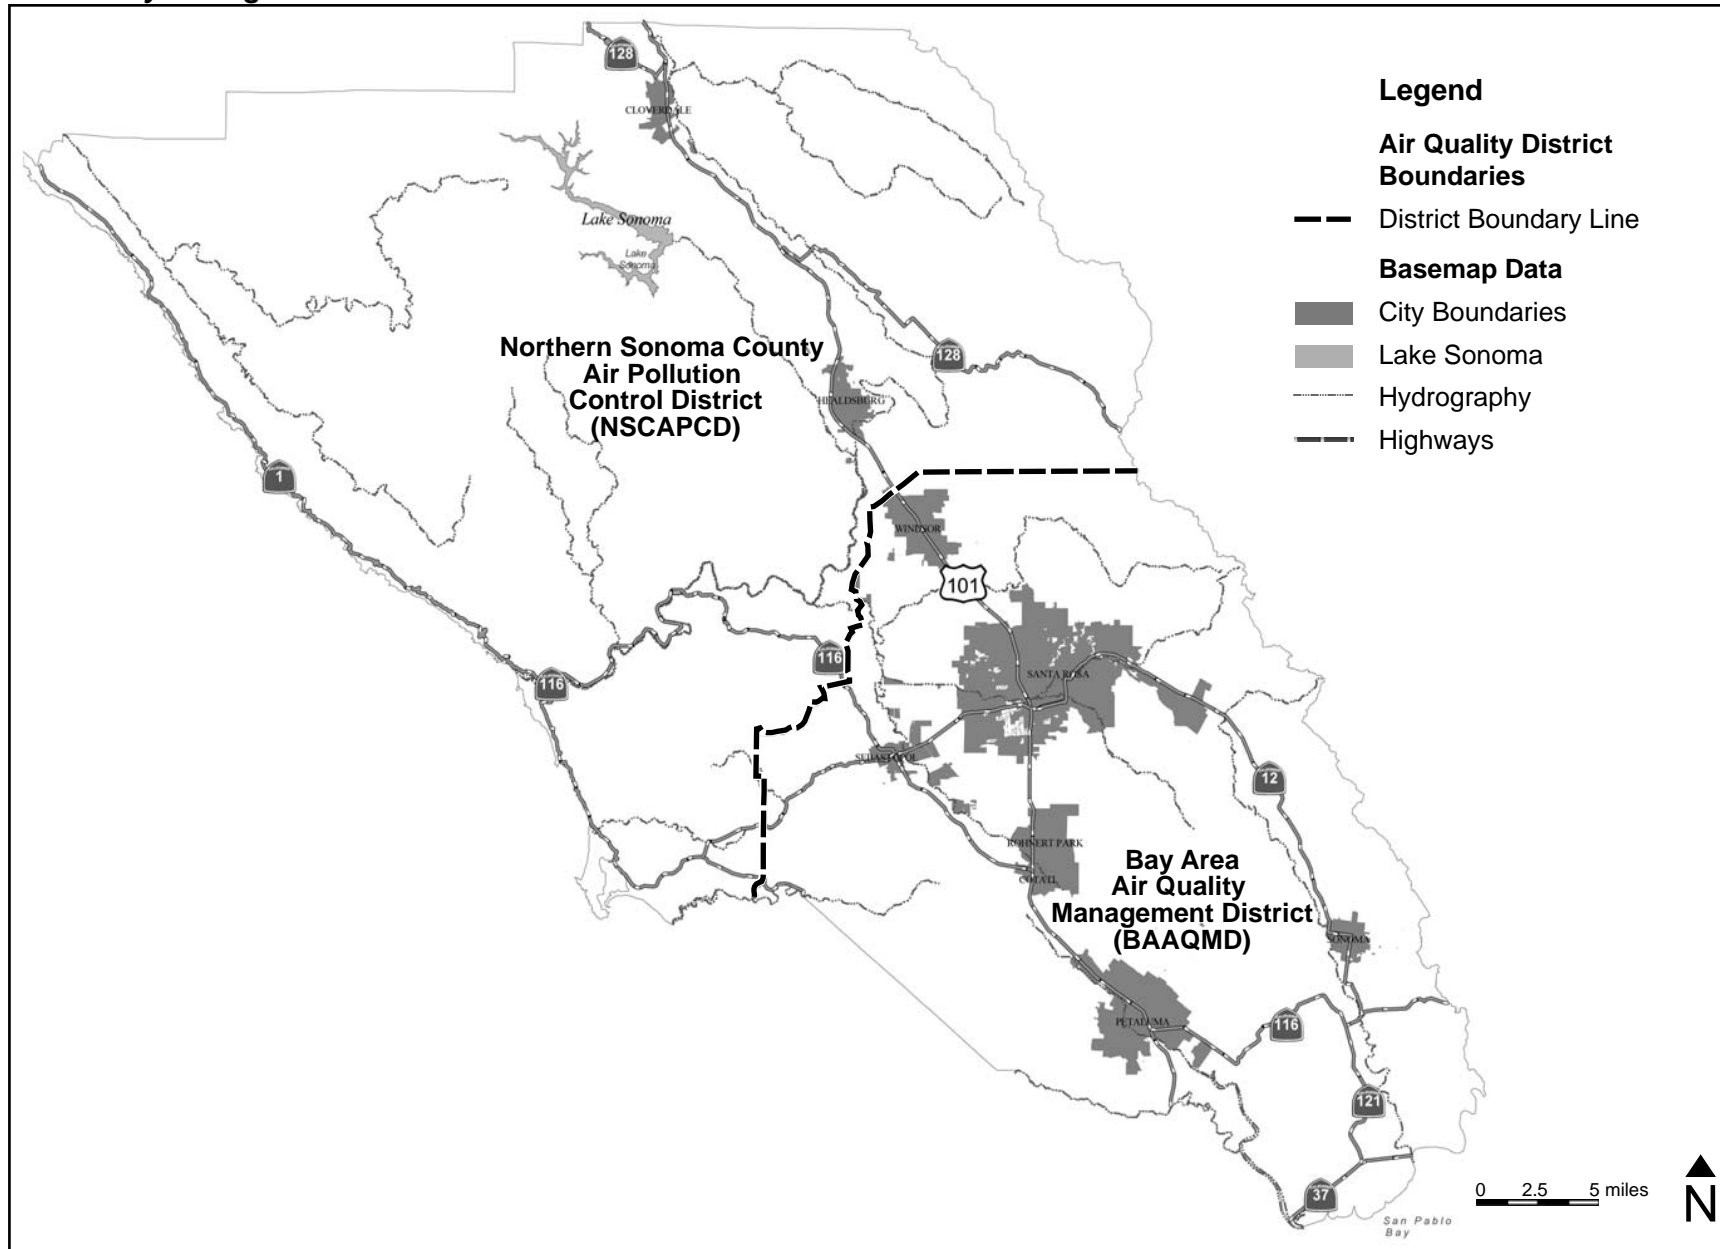 128
CLOVERDALE
Lake Sonoma
Lake
Sonoma
Northern Sonoma County
Air Pollution
Control District
(NSCAPCD)
128
HEALDSBURG
1
WINDSOR
101
116
116
SANTA ROSA
SEBASTOPOL
12
ROHNERT PARK
COTATI
Bay Area
Air Quality
Management District
(BAAQMD)
SONOMA
PETALUMA
116
121
37
San Pablo
Bay
Legend
Air Quality District
Boundaries
District Boundary Line
Basemap Data
City Boundaries
Lake Sonoma
Hydrography
Highways
0 2.5 5 miles
N